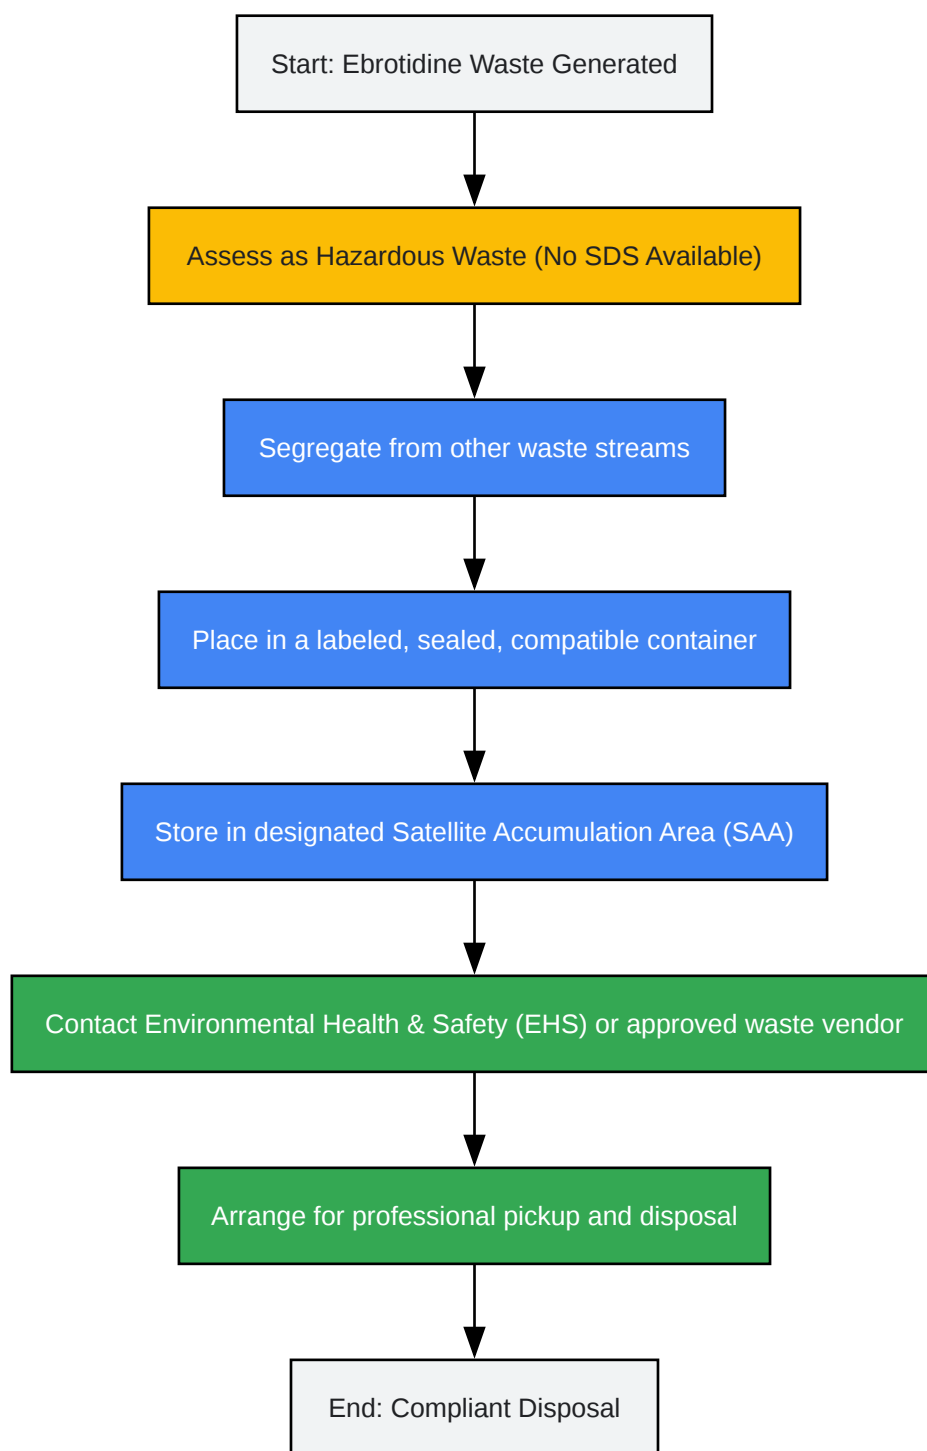 Start: Ebrotidine Waste Generated
Assess as Hazardous Waste (No SDS Available)
Segregate from other waste streams
Place in a labeled, sealed, compatible container
Store in designated Satellite Accumulation Area (SAA)
Contact Environmental Health & Safety (EHS) or approved waste vendor
Arrange for professional pickup and disposal
End: Compliant Disposal